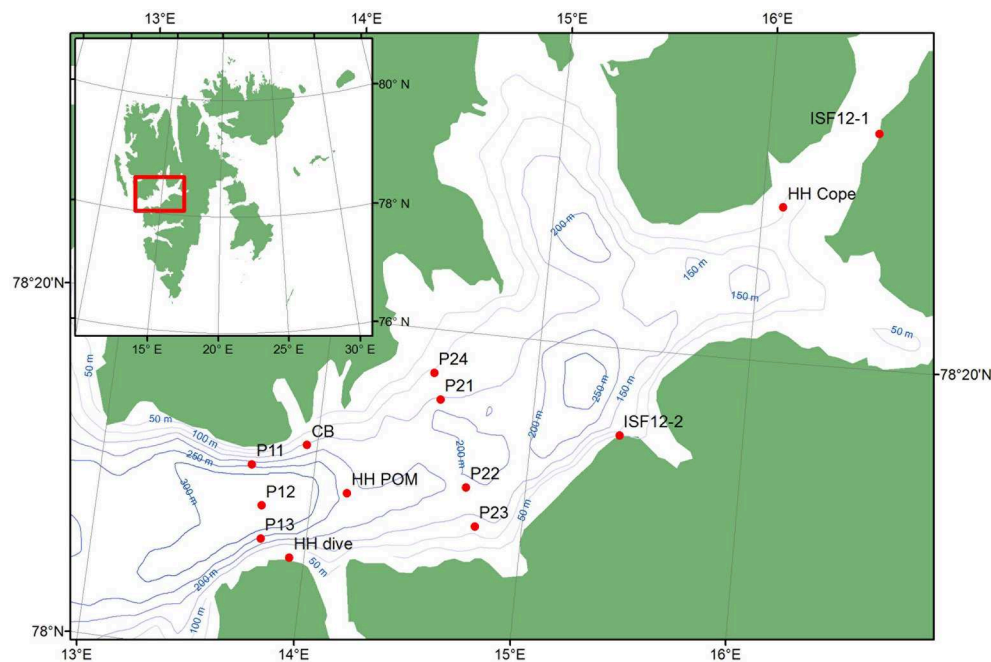 13°E
14°E
15°E
16°E
80° N
78° N
76° N
15° E
20° E
25° E
30° E
ISF12-1
HH Cope
200 m
150 m
150 m
78°20'N
50 m
50 m
P24
P21
78°20'N
250 m
150 m
200 m
ISF12-2
50 m
CB
100 m
P11
250 m
200 m
300 m
P12
HH POM
P22
50 m
P13
P23
HH dive
50 m
200 m
100 m
78°N
13°E
14°E
15°E
16°E